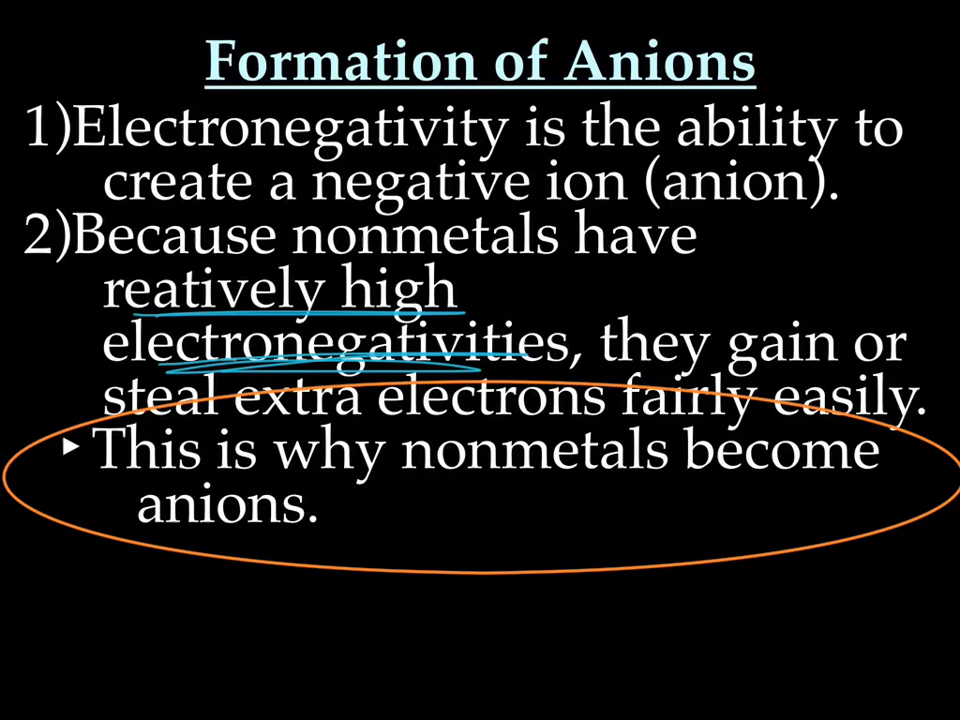 Formation of Anions
1)Electronegativity is the ability to
create a negative ion (anion).
2)Because nonmetals have
reatively high
electronegativities, they gain or
steal extra electrons fairly easily.
‣ This is why nonmetals become
anions.